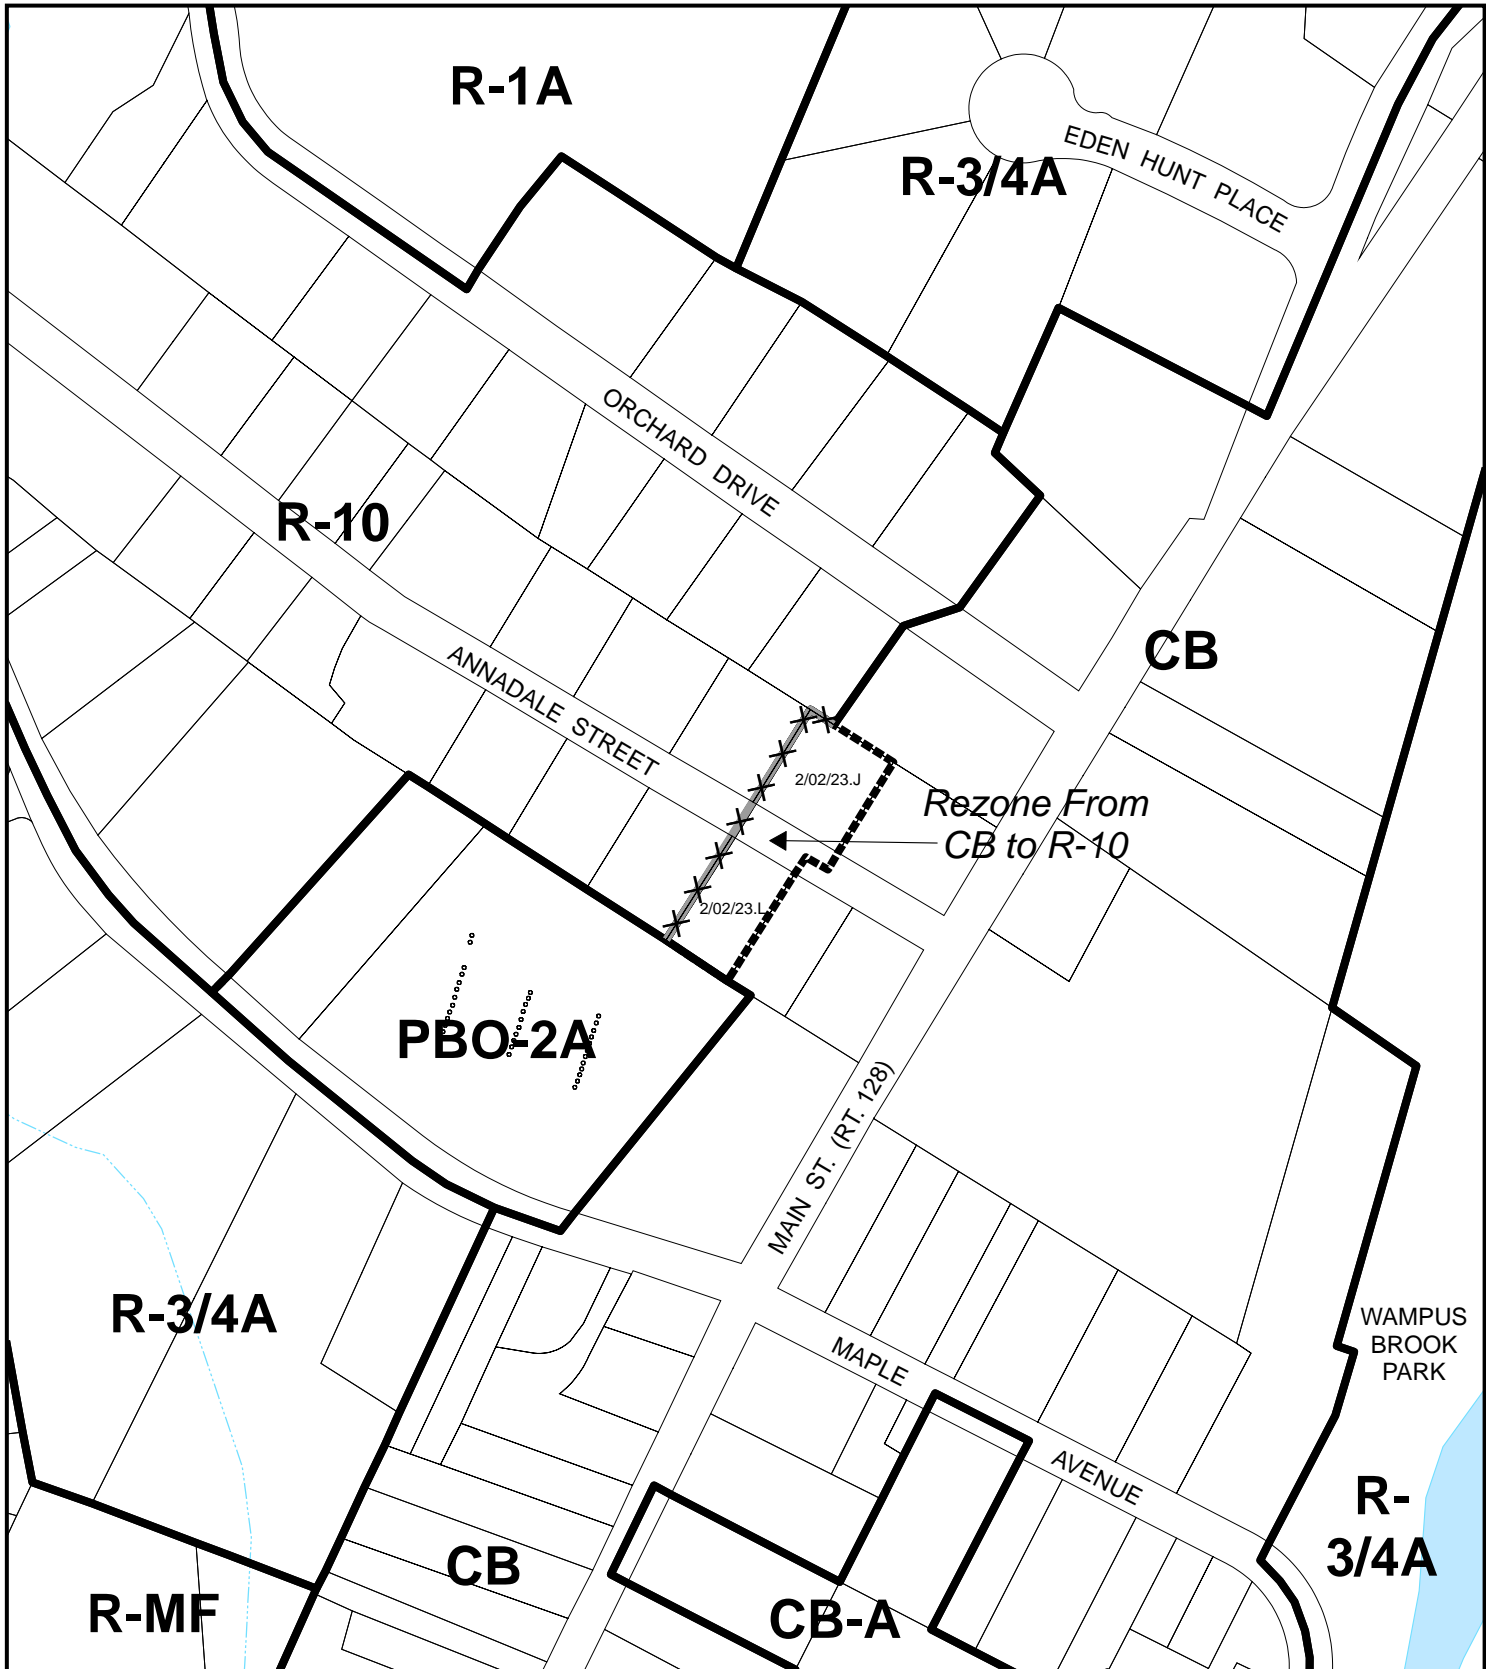 R-1A
EDEN HUNT PLACE
R-3/4A
ORCHARD DRIVE
R-10
CB
ANNADALE STREET
2/02/23.J
Rezone From
CB to R-10
2/02/23.L
PBO-2A
MAIN ST. (RT. 128)
R-3/4A
WAMPUS
BROOK
PARK
MAPLE
AVENUE
R-
3/4A
CB
R-MF
CB-A